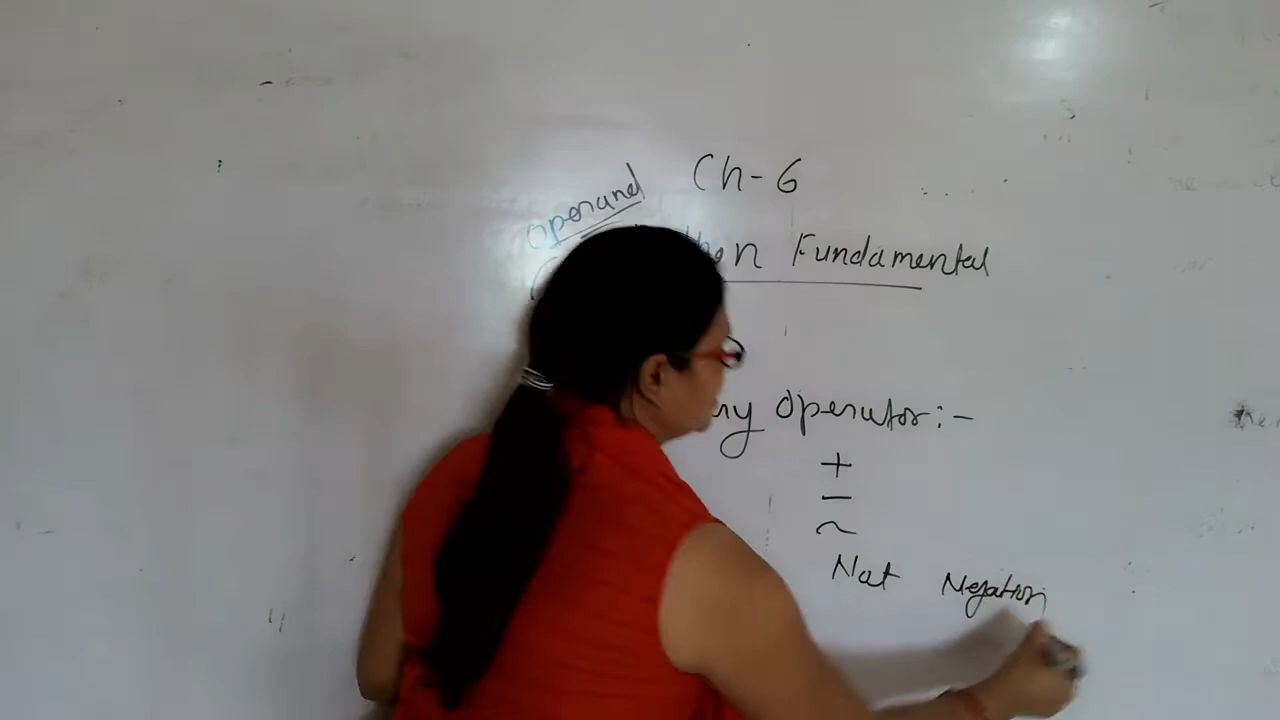 Ch-6
operand
Fundamental
operator:-
+
−
~
Not Negation